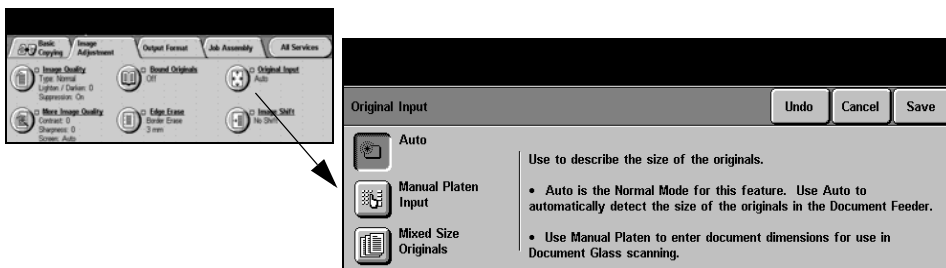 Basic Copying
Image Adjustment
Output Format
Job Assembly
All Services
Image Quality
Type: Normal
Lighten / Darken: 0
Suppression: On
Bound Originals
Off
Original Input
Auto
More Image Quality
Contrast: 0
Sharpness: 0
Screen: Auto
Edge Erase
Border Erase
3 mm
Image Shift
No Shift
Original Input
Undo
Cancel
Save
Auto
Manual Platen
Input
Mixed Size
Originals
Use to describe the size of the originals.
• Auto is the Normal Mode for this feature. Use Auto to
automatically detect the size of the originals in the Document Feeder.
• Use Manual Platen to enter document dimensions for use in
Document Glass scanning.